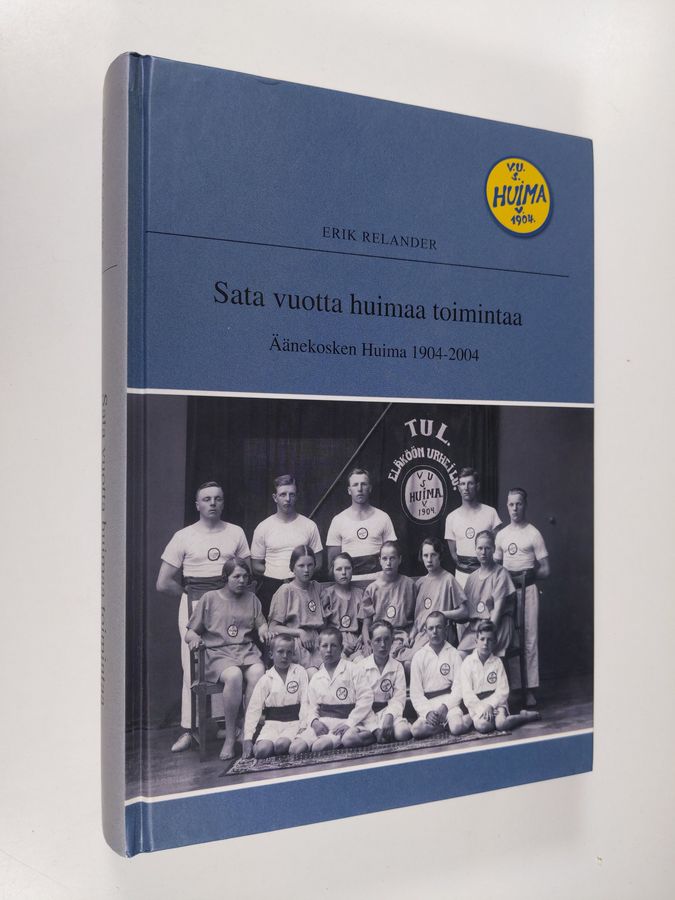 V.U.
S.
HUIMA
V.
1904.
ERIK RELANDER
Sata vuotta huimaa toimintaa
Äänekosken Huima 1904-2004
TUL.
ELÄKÖÖN URHEILU.
V U
S
HUIMA.
V.
1904.
Sata vuotta huimaa toimintaa